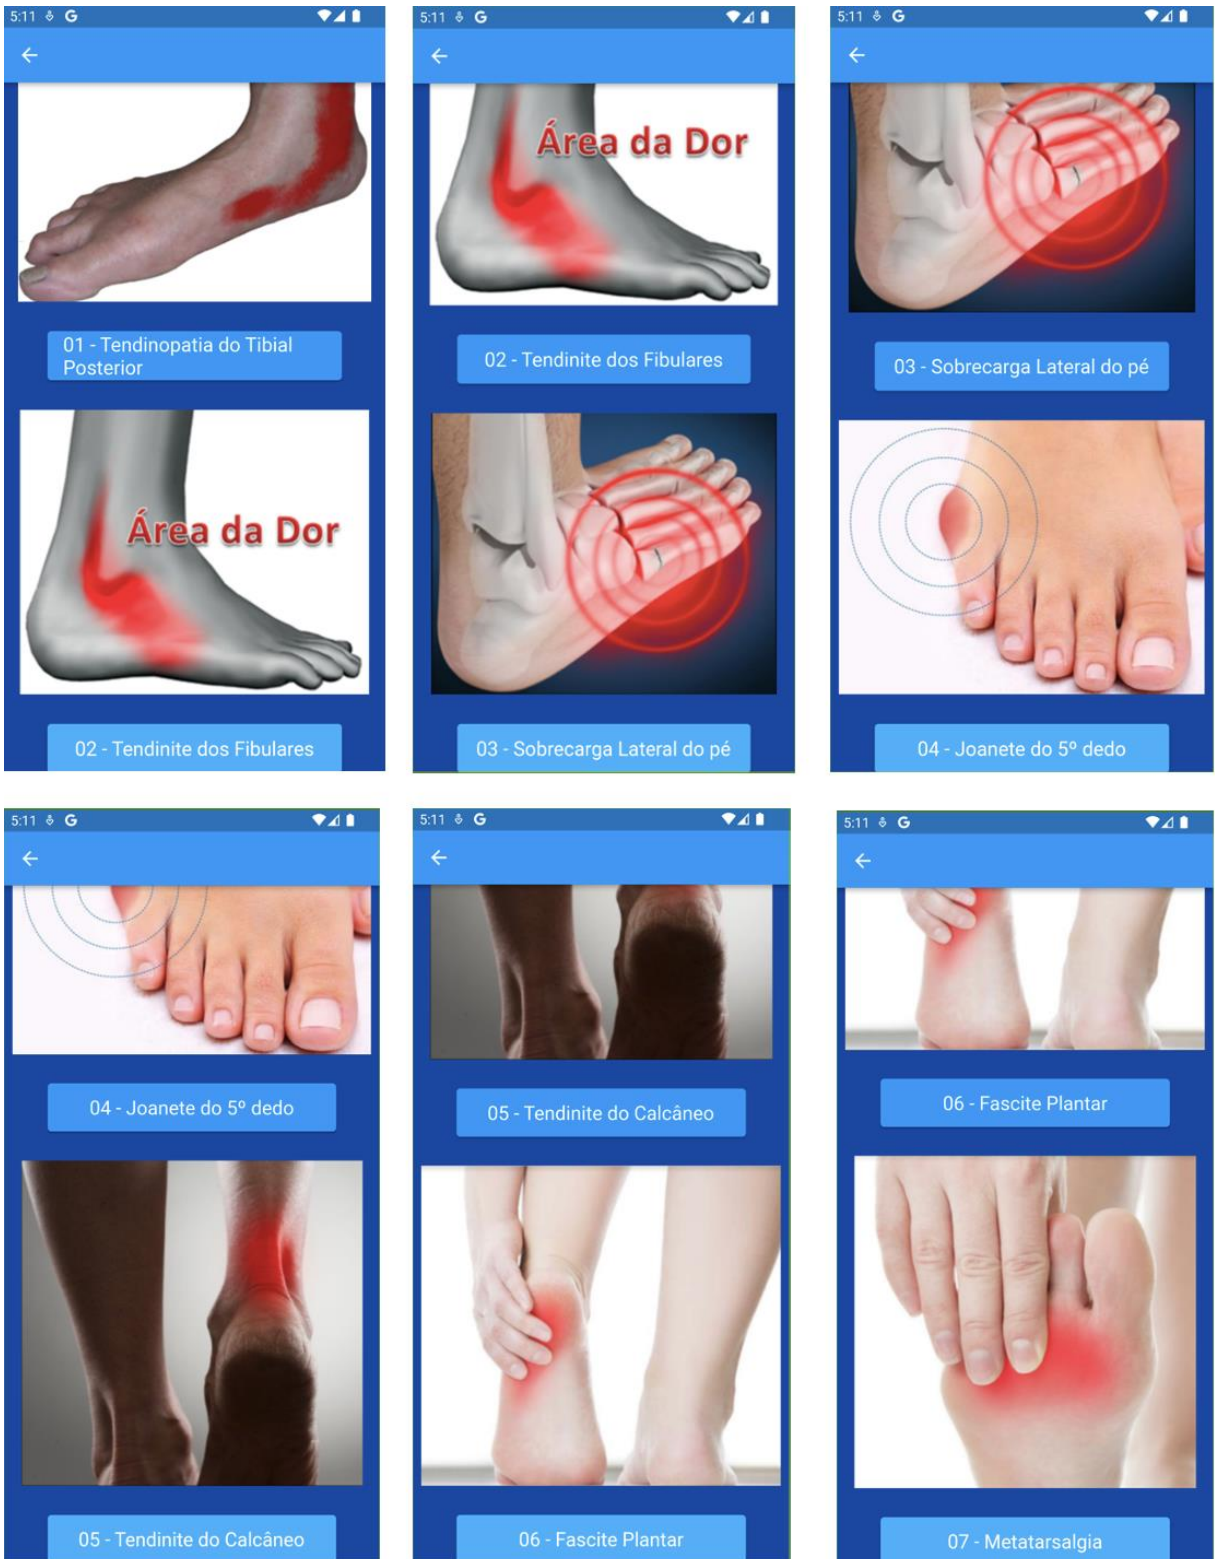 5:11 G
01 - Tendinopatia do Tibial
Posterior
Área da Dor
02 - Tendinite dos Fibulares
5:11 G
Área da Dor
02 - Tendinite dos Fibulares
03 - Sobrecarga Lateral do pé
5:11 G
03 - Sobrecarga Lateral do pé
04 - Joanete do 5º dedo
5:11 G
04 - Joanete do 5º dedo
05 - Tendinite do Calcâneo
5:11 G
05 - Tendinite do Calcâneo
06 - Fascite Plantar
5:11 G
06 - Fascite Plantar
07 - Metatarsalgia